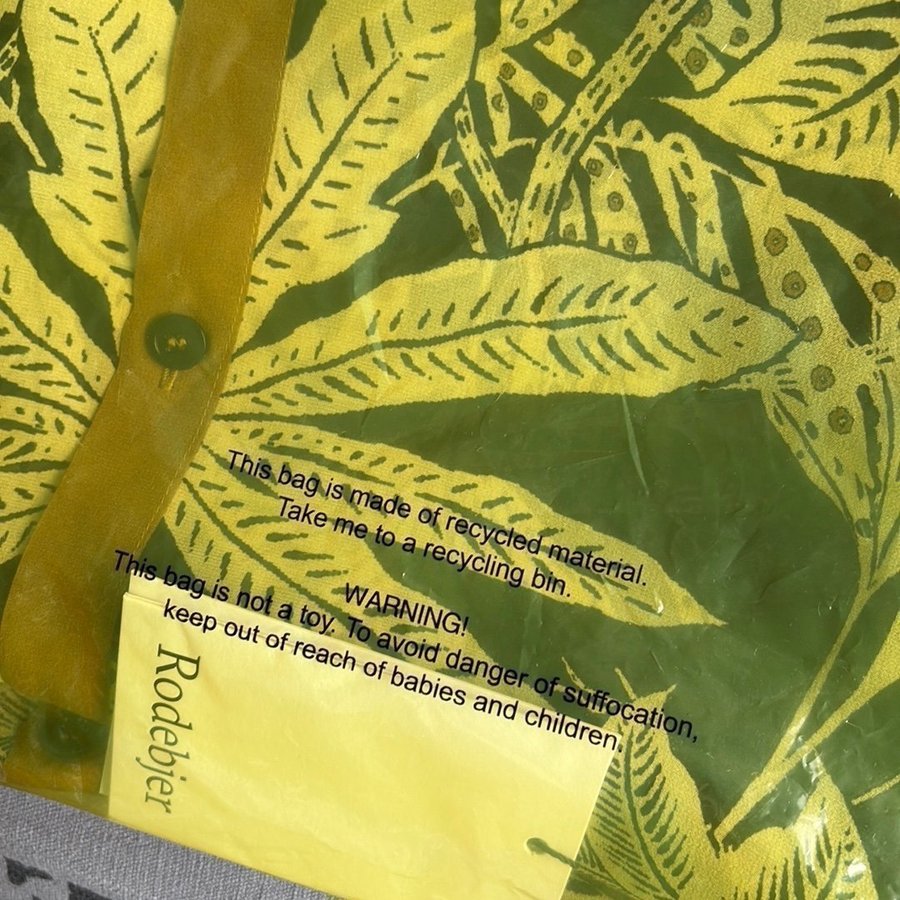 This bag is made of recycled material.
Take me to a recycling bin.
WARNING!
This bag is not a toy. To avoid danger of suffocation,
keep out of reach of babies and children.
Rodebjer